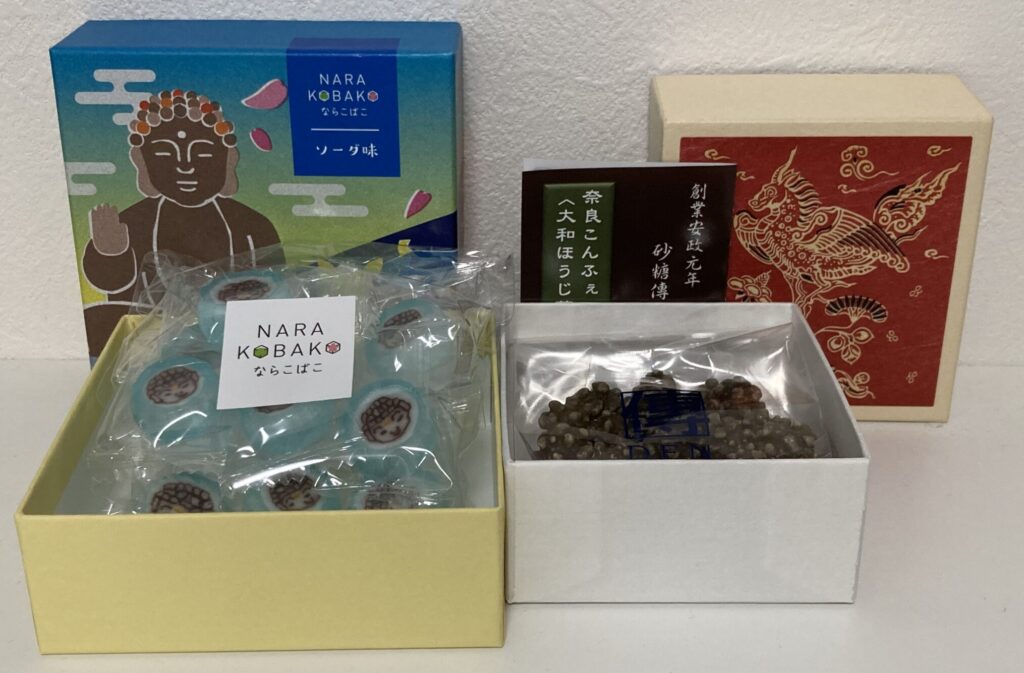 NARA
KOBAKO
ならこばこ
ソーダ味
NARA
KOBAKO
ならこばこ
創業安政元年
砂糖傳
奈良こんふぇ
〈大和ほうじ
DEN